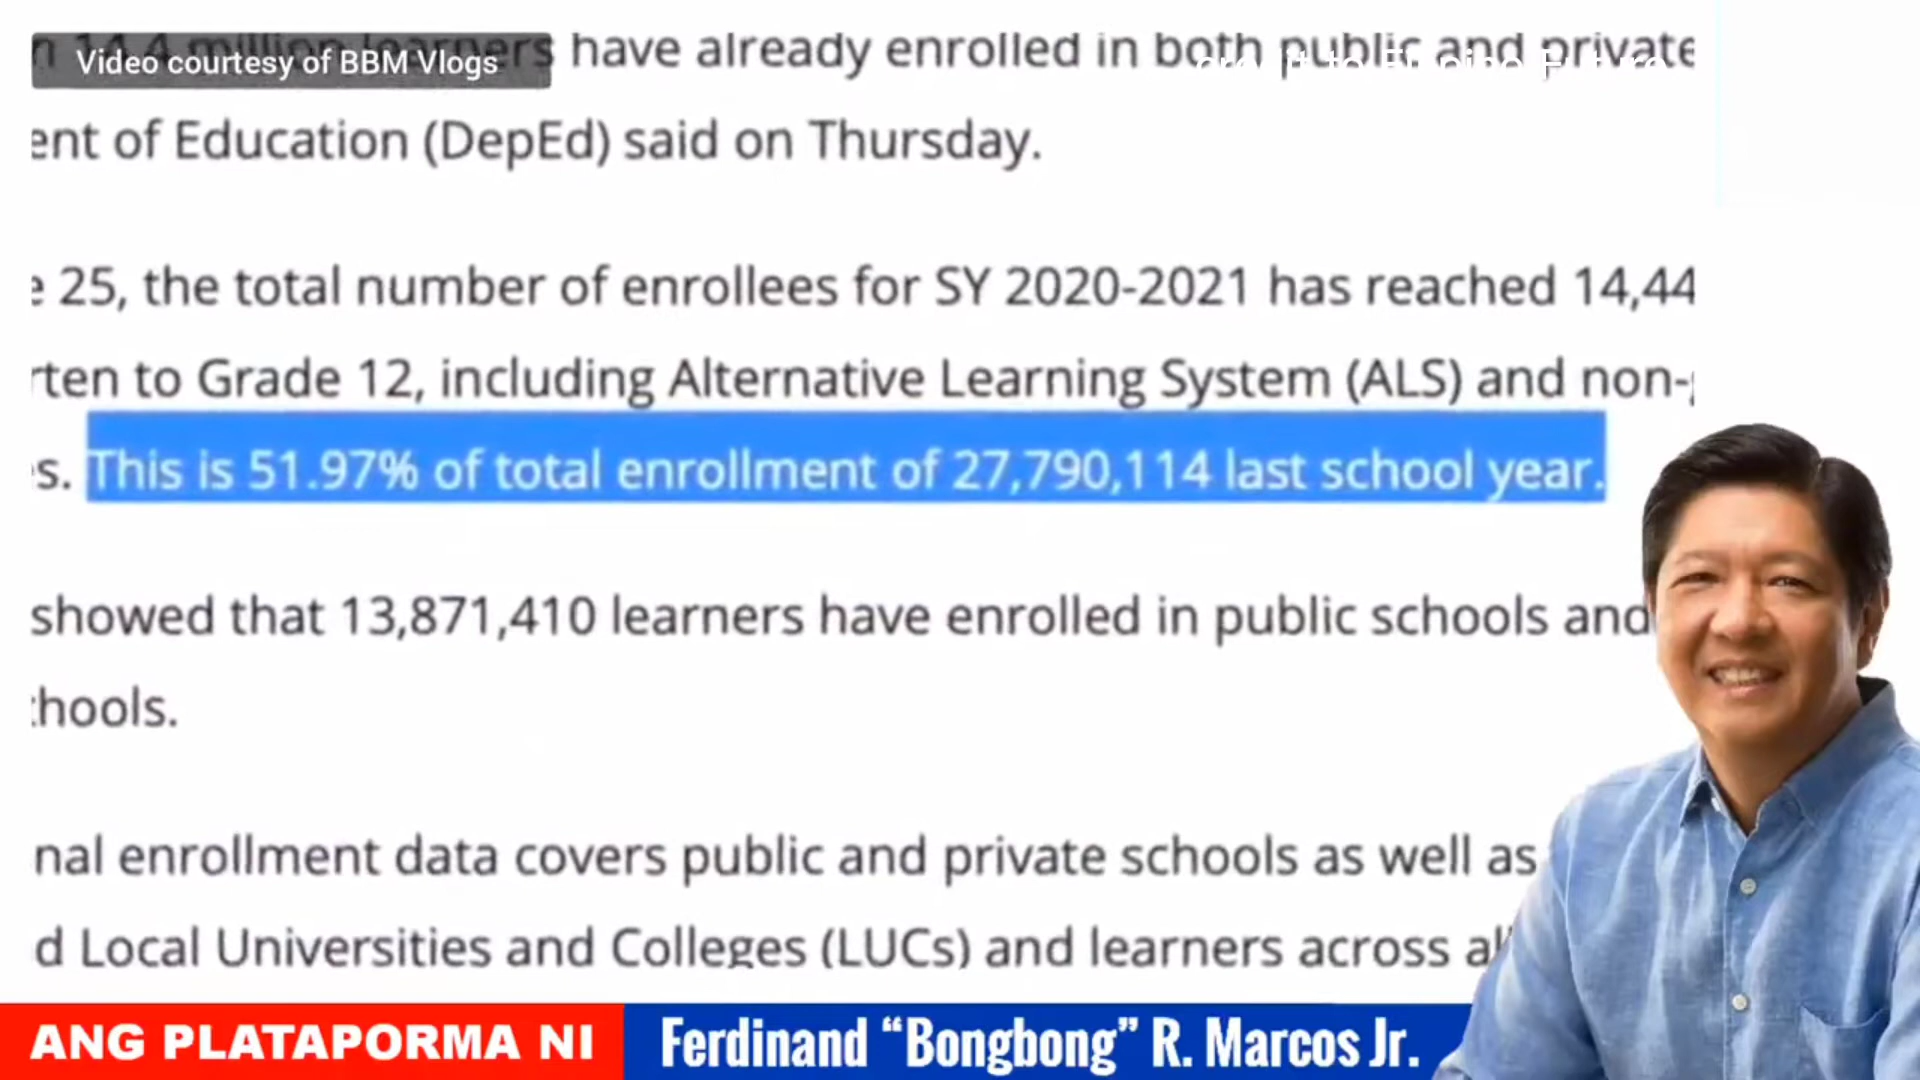 Video courtesy of BBM Vlogs
14.4 million learners have already enrolled in both public and private
ent of Education (DepEd) said on Thursday.
25, the total number of enrollees for SY 2020-2021 has reached 14,44
rten to Grade 12, including Alternative Learning System (ALS) and non-
s. This is 51.97% of total enrollment of 27,790,114 last school year.
showed that 13,871,410 learners have enrolled in public schools and
hools.
nal enrollment data covers public and private schools as well as
d Local Universities and Colleges (LUCs) and learners across al
ANG PLATAPORMA NI Ferdinand “Bongbong” R. Marcos Jr.